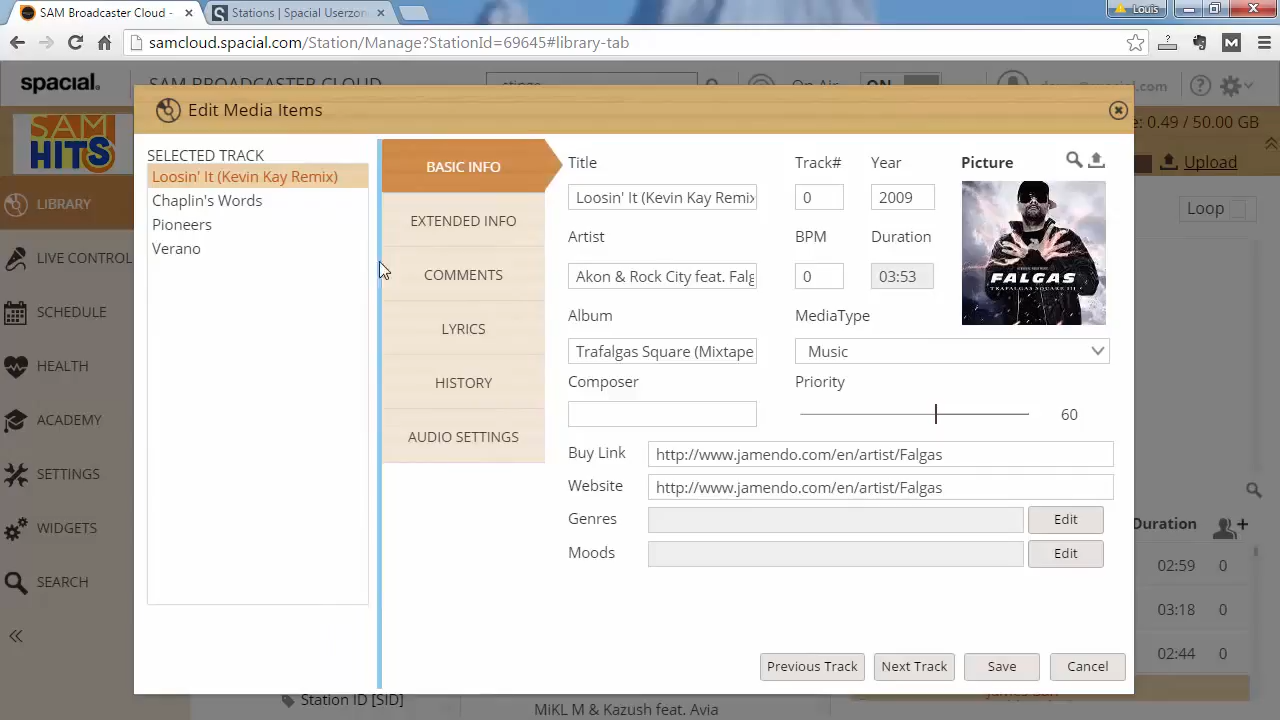 SAM Broadcaster Cloud -
Stations | Spacial Userzon
Louis
samcloud.spacial.com/Station/Manage?StationId=69645#library-tab
spacial.
SAM BROADCASTER CLOUD
On Air
ON
SAM
HITS
e: 0.49 / 50.00 GB
Upload
Loop
LIBRARY
LIVE CONTROL
SCHEDULE
HEALTH
ACADEMY
SETTINGS
WIDGETS
SEARCH
Edit Media Items
SELECTED TRACK
Loosin' It (Kevin Kay Remix)
Chaplin's Words
Pioneers
Verano
BASIC INFO
EXTENDED INFO
COMMENTS
LYRICS
HISTORY
AUDIO SETTINGS
Title
Track#
Year
Picture
Loosin' It (Kevin Kay Remix
0
2009
Artist
BPM
Duration
Akon & Rock City feat. Falg
0
03:53
FALGAS
TRAFALGAS SQUARE III
Album
MediaType
Trafalgas Square (Mixtape
Music
Composer
Priority
60
Buy Link
http://www.jamendo.com/en/artist/Falgas
Website
http://www.jamendo.com/en/artist/Falgas
Genres
Edit
Moods
Edit
Previous Track
Next Track
Save
Cancel
Duration
02:59 0
03:18 0
02:44 0
Station ID [SID]
MiKL M & Kazush feat. Avia